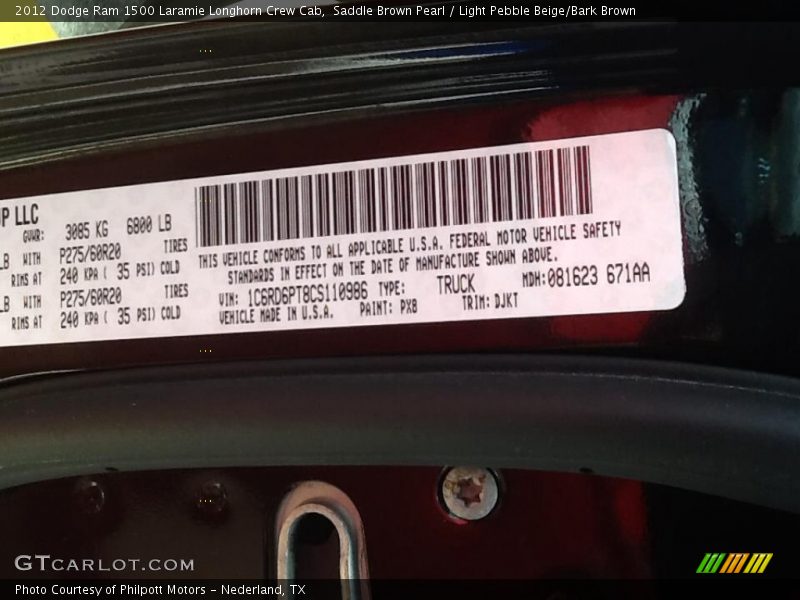 2012 Dodge Ram 1500 Laramie Longhorn Crew Cab, Saddle Brown Pearl / Light Pebble Beige/Bark Brown
UP LLC
GVWR: 3085 KG 6800 LB
LB WITH P275/60R20 TIRES
RIMS AT 240 KPA ( 35 PSI) COLD
LB WITH P275/60R20 TIRES
RIMS AT 240 KPA ( 35 PSI) COLD
THIS VEHICLE CONFORMS TO ALL APPLICABLE U.S.A. FEDERAL MOTOR VEHICLE SAFETY
STANDARDS IN EFFECT ON THE DATE OF MANUFACTURE SHOWN ABOVE.
VIN: 1C6RD6PT8CS110986 TYPE: TRUCK MDH:081623 671AA
VEHICLE MADE IN U.S.A. PAINT: PX8 TRIM: DJKT
GTCARLOT.COM
Photo Courtesy of Philpott Motors - Nederland, TX